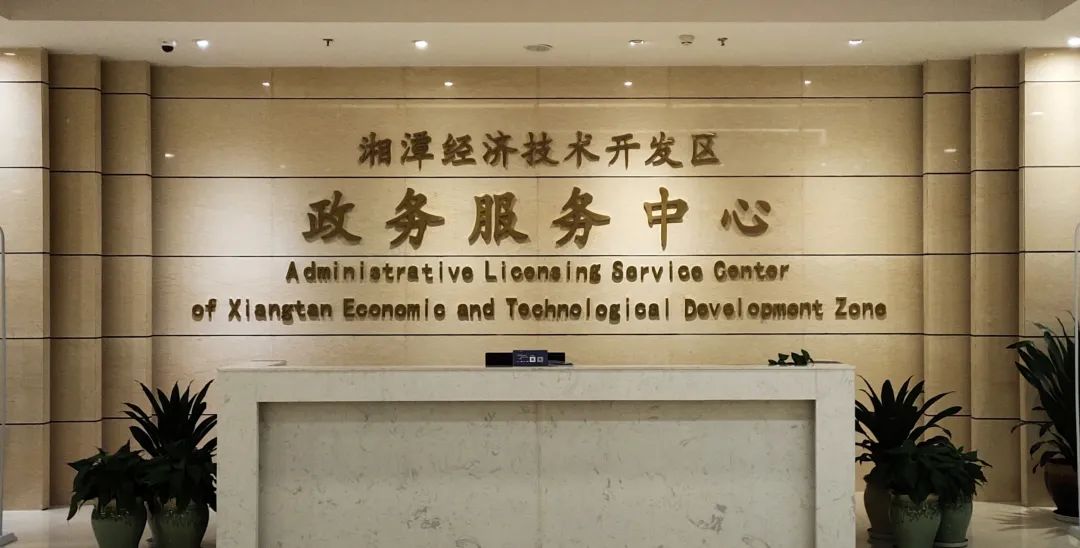 湘潭经济技术开发区
政务服务中心
Administrative Licensing Service Center
of Xiangtan Economic and Technological Development Zone